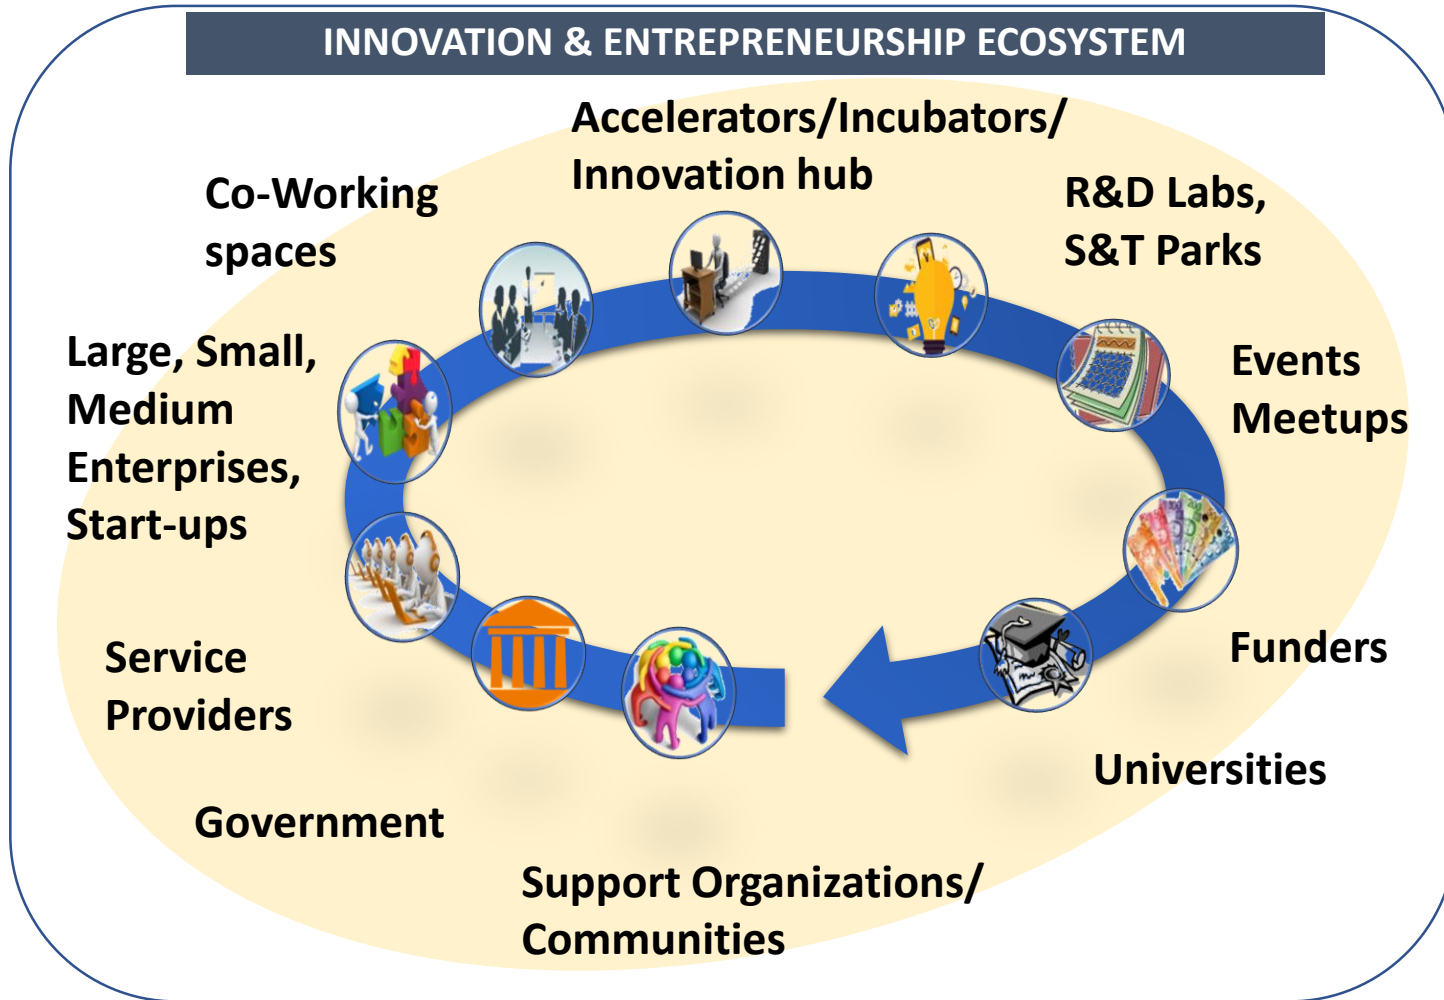 INNOVATION & ENTREPRENEURSHIP ECOSYSTEM
Accelerators/Incubators/
Innovation hub
Co-Working
spaces
R&D Labs,
S&T Parks
Large, Small,
Medium
Enterprises,
Start-ups
Events
Meetups
Service
Providers
Funders
Universities
Government
Support Organizations/
Communities